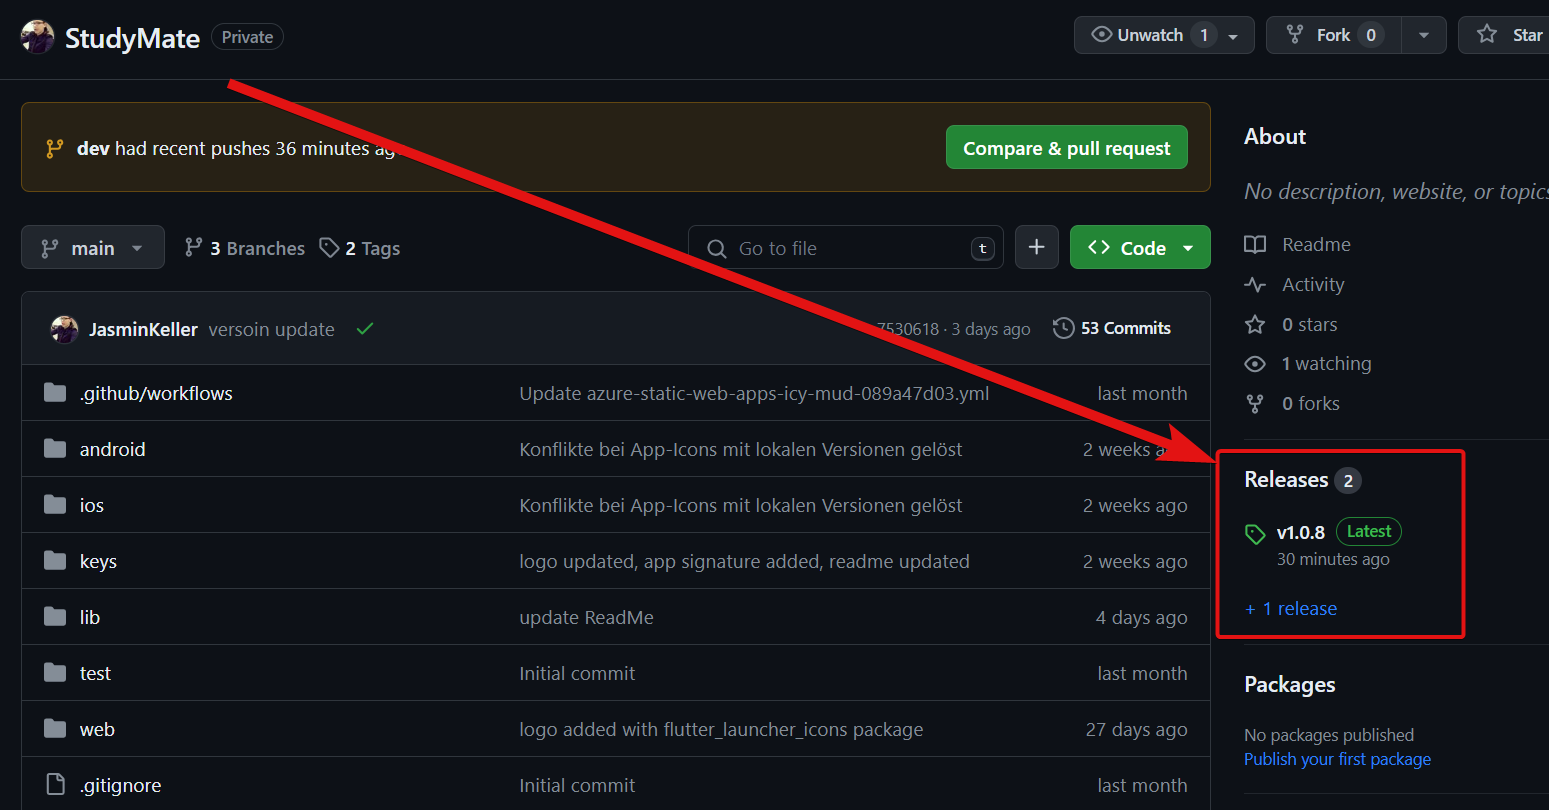 StudyMate Private
Unwatch 1
Fork 0
Star
dev had recent pushes 36 minutes
Compare & pull request
main
3 Branches
2 Tags
Go to file
t
Code
JasminKeller versoin update
7530618 · 3 days ago
53 Commits
.github/workflows Update azure-static-web-apps-icy-mud-089a47d03.yml last month
android Konflikte bei App-Icons mit lokalen Versionen gelöst 2 weeks
ios Konflikte bei App-Icons mit lokalen Versionen gelöst 2 weeks ago
keys logo updated, app signature added, readme updated 2 weeks ago
lib update ReadMe 4 days ago
test Initial commit last month
web logo added with flutter_launcher_icons package 27 days ago
.gitignore Initial commit last month
About
No description, website, or topics
Readme
Activity
0 stars
1 watching
0 forks
Releases 2
v1.0.8 Latest
30 minutes ago
+ 1 release
Packages
No packages published
Publish your first package